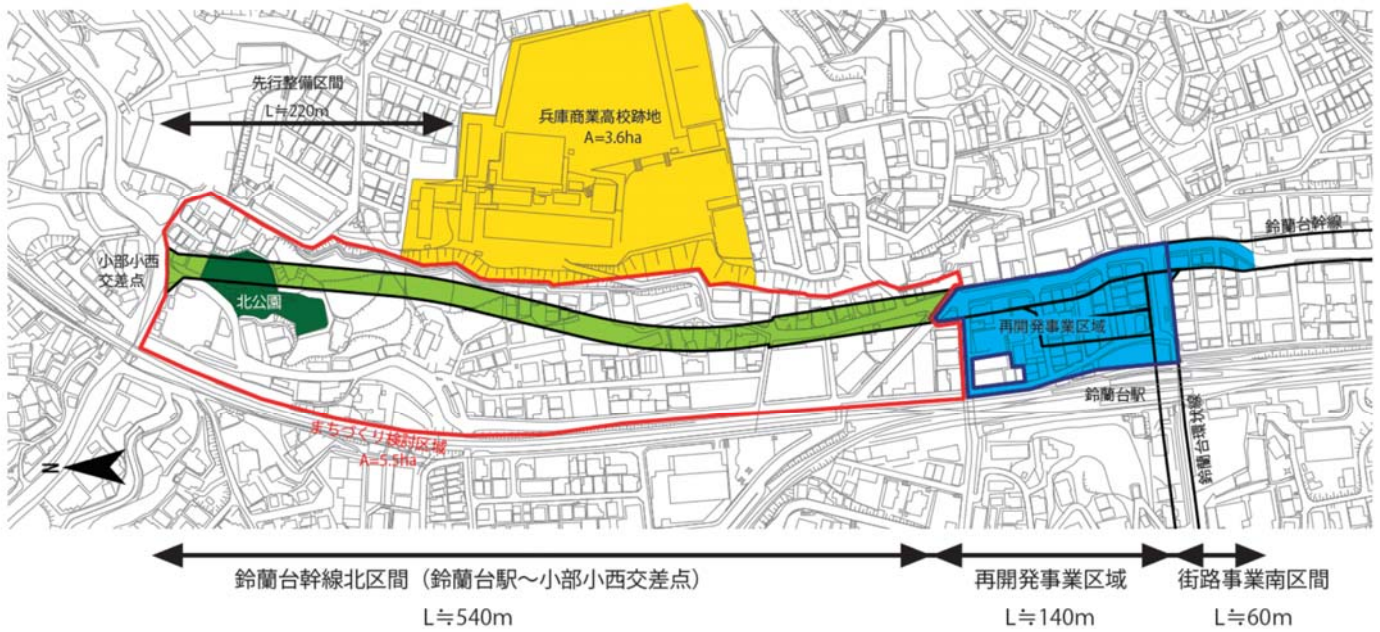 先行整備区間
L≒220m
兵庫商業高校跡地
A=3.6ha
鈴蘭台幹線
小部小西
交差点
北公園
再開発事業区域
鈴蘭台駅
鈴蘭台環状線
まちづくり検討区域
A=5.5ha
N
鈴蘭台幹線北区間（鈴蘭台駅～小部小西交差点）
L≒540m
再開発事業区域
L≒140m
街路事業南区間
L≒60m